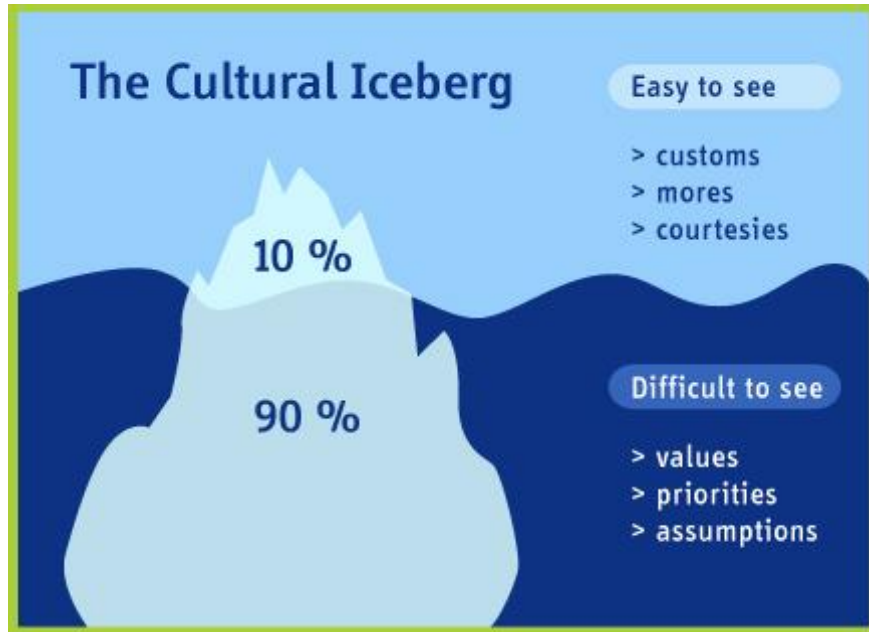 The Cultural Iceberg
Easy to see
> customs
> mores
> courtesies
10 %
Difficult to see
90 %
> values
> priorities
> assumptions